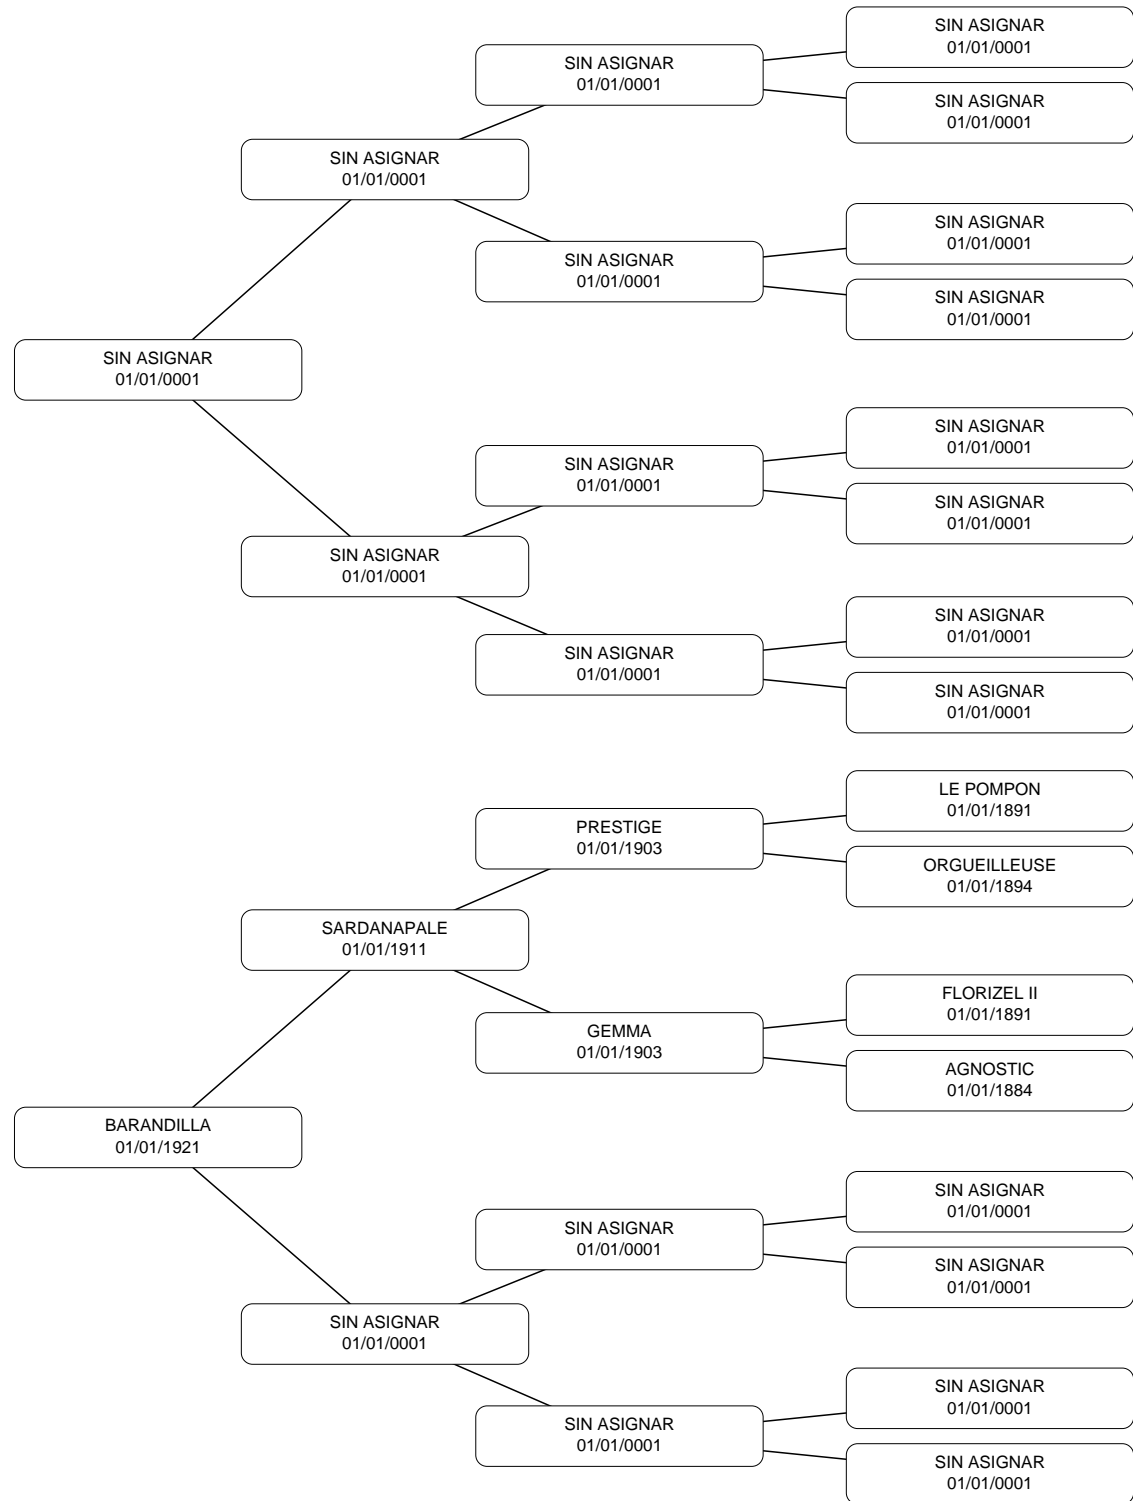 SIN ASIGNAR
01/01/0001
SIN ASIGNAR
01/01/0001
SIN ASIGNAR
01/01/0001
SIN ASIGNAR
01/01/0001
SIN ASIGNAR
01/01/0001
SIN ASIGNAR
01/01/0001
SIN ASIGNAR
01/01/0001
SIN ASIGNAR
01/01/0001
SIN ASIGNAR
01/01/0001
SIN ASIGNAR
01/01/0001
SIN ASIGNAR
01/01/0001
SIN ASIGNAR
01/01/0001
SIN ASIGNAR
01/01/0001
SIN ASIGNAR
01/01/0001
SIN ASIGNAR
01/01/0001
LE POMPON
01/01/1891
PRESTIGE
01/01/1903
ORGUEILLEUSE
01/01/1894
SARDANAPALE
01/01/1911
FLORIZEL II
01/01/1891
GEMMA
01/01/1903
AGNOSTIC
01/01/1884
BARANDILLA
01/01/1921
SIN ASIGNAR
01/01/0001
SIN ASIGNAR
01/01/0001
SIN ASIGNAR
01/01/0001
SIN ASIGNAR
01/01/0001
SIN ASIGNAR
01/01/0001
SIN ASIGNAR
01/01/0001
SIN ASIGNAR
01/01/0001